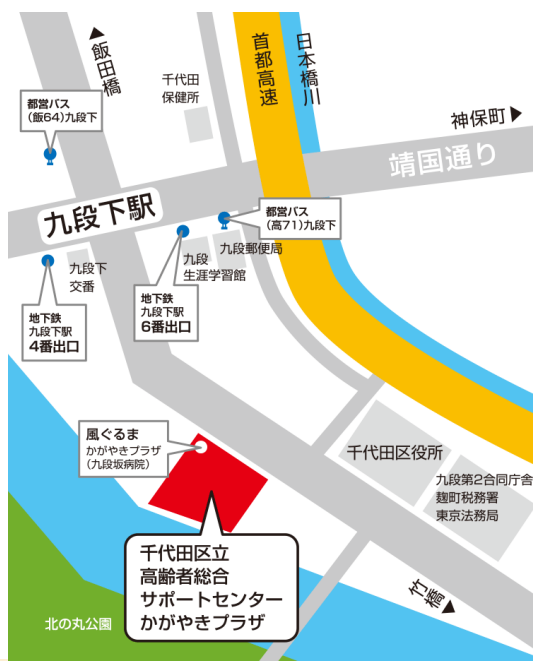 ▲飯田橋
首都高速
日本橋川
千代田
保健所
都営バス
(飯64)九段下
神保町▶
靖国通り
九段下駅
都営バス
(高71)九段下
九段郵便局
九段
生涯学習館
九段下
交番
地下鉄
九段下駅
4番出口
地下鉄
九段下駅
6番出口
風ぐるま
かがやきプラザ
(九段坂病院)
千代田区役所
九段第2合同庁舎
麹町税務署
東京法務局
千代田区立
高齢者総合
サポートセンター
かがやきプラザ
竹橋▶
北の丸公園